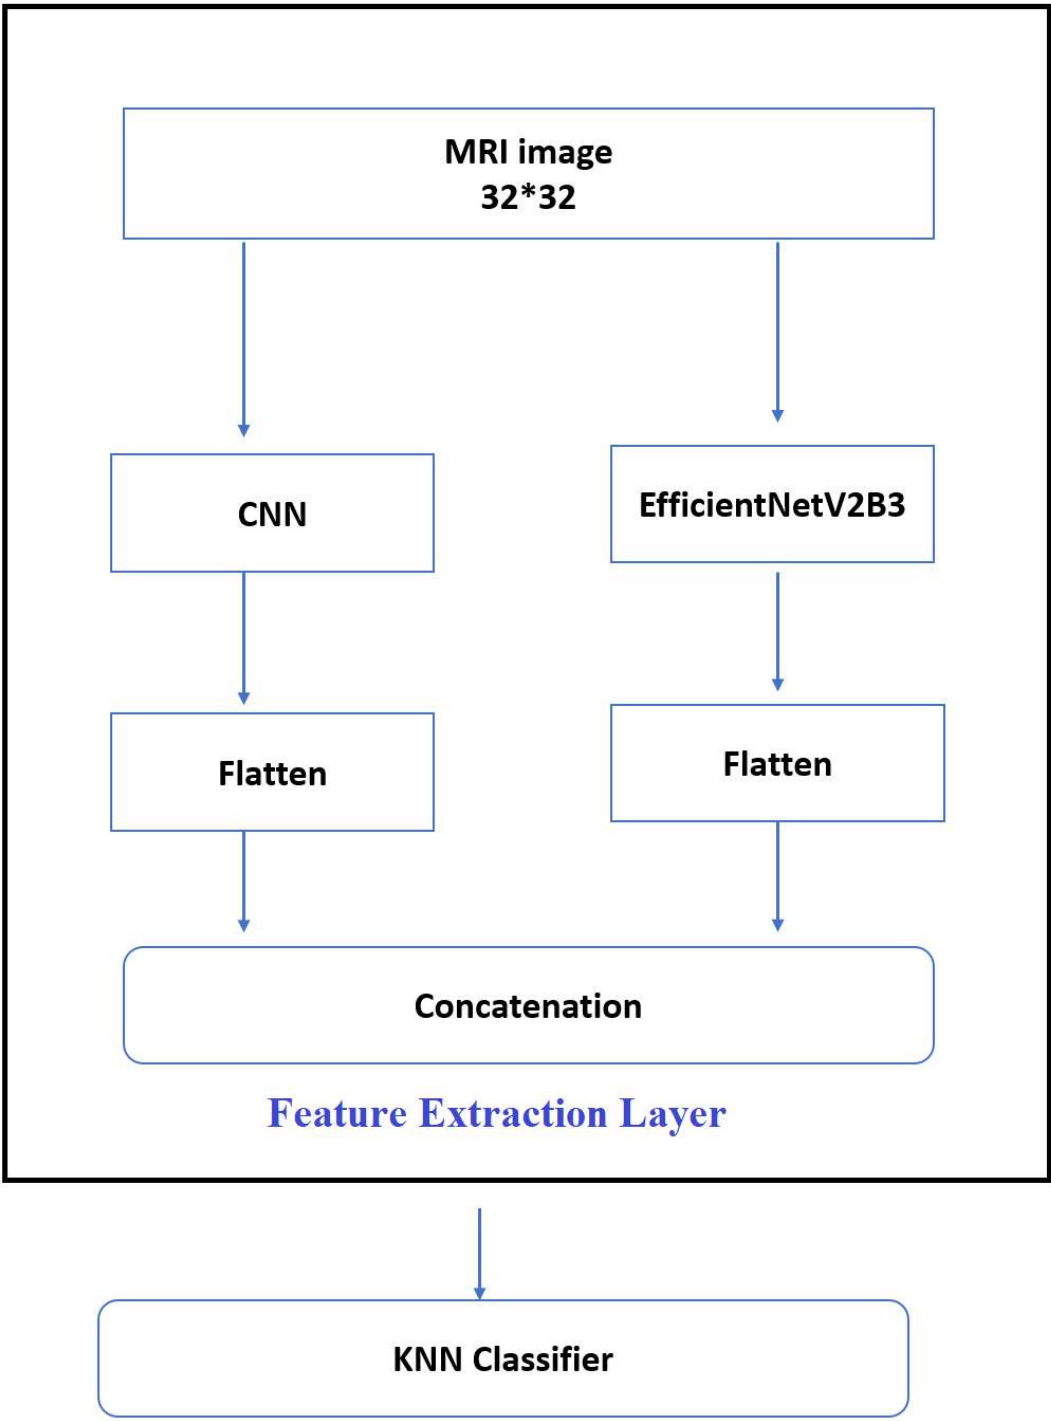 MRI image
32*32
CNN
EfficientNetV2B3
Flatten
Flatten
Concatenation
Feature Extraction Layer
KNN Classifier